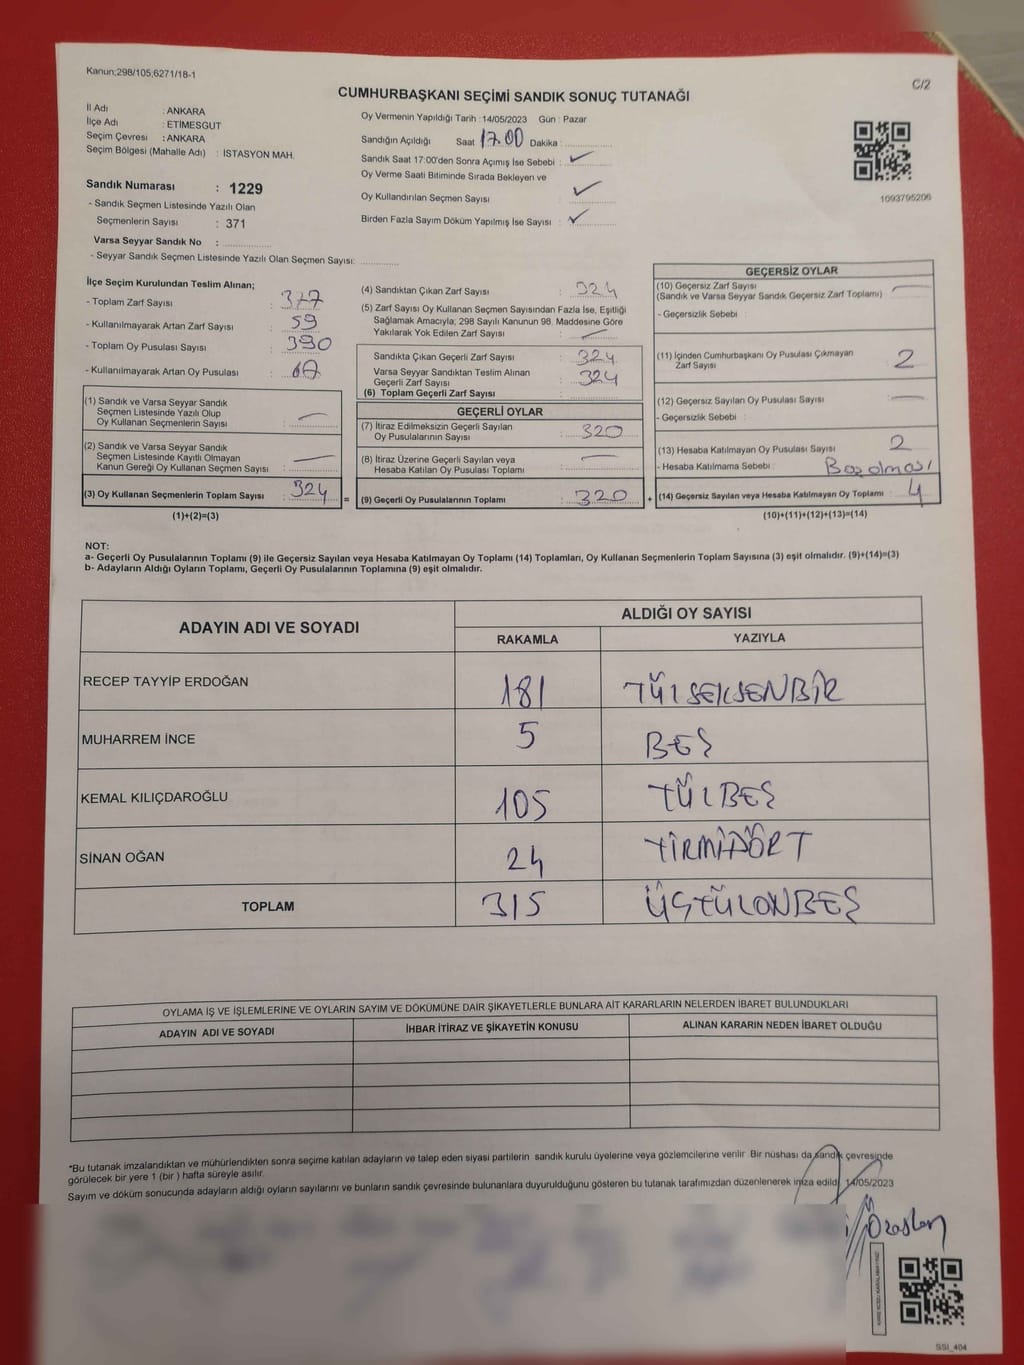 Kanun;298/105;6271/18-1
C/2
CUMHURBAŞKANI SEÇİMİ SANDIK SONUÇ TUTANAĞI
İl Adı : ANKARA
İlçe Adı : ETİMESGUT
Seçim Çevresi : ANKARA
Seçim Bölgesi (Mahalle Adı) : İSTASYON MAH.
Sandık Numarası : 1229
- Sandık Seçmen Listesinde Yazılı Olan
Seçmenlerin Sayısı : 371
Varsa Seyyar Sandık No :
- Seyyar Sandık Seçmen Listesinde Yazılı Olan Seçmen Sayısı:
Oy Vermenin Yapıldığı Tarih : 14/05/2023 Gün : Pazar
Sandığın Açıldığı Saat 17.00 Dakika :
Sandık Saat 17:00'den Sonra Açımış İse Sebebi : ✓
Oy Verme Saati Bitiminde Sırada Bekleyen ve
Oy Kullandırılan Seçmen Sayısı : ✓
Birden Fazla Sayım Döküm Yapılmış İse Sayısı : ✓
1093795206
İlçe Seçim Kurulundan Teslim Alınan;
- Toplam Zarf Sayısı : 377
- Kullanılmayarak Artan Zarf Sayısı : 59
- Toplam Oy Pusulası Sayısı : 390
- Kullanılmayarak Artan Oy Pusulası :
(1) Sandık ve Varsa Seyyar Sandık
Seçmen Listesinde Yazılı Olup
Oy Kullanan Seçmenlerin Sayısı : —
(2) Sandık ve Varsa Seyyar Sandık
Seçmen Listesinde Kayıtlı Olmayan
Kanun Gereği Oy Kullanan Seçmen Sayısı : —
(3) Oy Kullanan Seçmenlerin Toplam Sayısı : 324 =
(1)+(2)=(3)
(4) Sandıktan Çıkan Zarf Sayısı : 324
(5) Zarf Sayısı Oy Kullanan Seçmen Sayısından Fazla İse, Eşitliği
Sağlamak Amacıyla; 298 Sayılı Kanunun 98. Maddesine Göre
Yakılarak Yok Edilen Zarf Sayısı : —
Sandıkta Çıkan Geçerli Zarf Sayısı : 324
Varsa Seyyar Sandıktan Teslim Alınan
Geçerli Zarf Sayısı : 324
(6) Toplam Geçerli Zarf Sayısı :
GEÇERLİ OYLAR
(7) İtiraz Edilmeksizin Geçerli Sayılan
Oy Pusulalarının Sayısı : 320
(8) İtiraz Üzerine Geçerli Sayılan veya
Hesaba Katılan Oy Pusulası Toplamı : —
(9) Geçerli Oy Pusulalarının Toplamı : 320 +
GEÇERSİZ OYLAR
(10) Geçersiz Zarf Sayısı : —
(Sandık ve Varsa Seyyar Sandık Geçersiz Zarf Toplamı)
- Geçersizlik Sebebi :
(11) İçinden Cumhurbaşkanı Oy Pusulası Çıkmayan
Zarf Sayısı : 2
(12) Geçersiz Sayılan Oy Pusulası Sayısı : —
- Geçersizlik Sebebi :
(13) Hesaba Katılmayan Oy Pusulası Sayısı : 2
- Hesaba Katılmama Sebebi : Bozolması
(14) Geçersiz Sayılan veya Hesaba Katılmayan Oy Toplamı : 4
(10)+(11)+(12)+(13)=(14)
NOT:
a- Geçerli Oy Pusulalarının Toplamı (9) ile Geçersiz Sayılan veya Hesaba Katılmayan Oy Toplamı (14) Toplamları, Oy Kullanan Seçmenlerin Toplam Sayısına (3) eşit olmalıdır. (9)+(14)=(3)
b- Adayların Aldığı Oyların Toplamı, Geçerli Oy Pusulalarının Toplamına (9) eşit olmalıdır.
ADAYIN ADI VE SOYADI ALDIĞI OY SAYISI
RAKAMLA YAZIYLA
RECEP TAYYİP ERDOĞAN 181 YÜZSEKSENBİR
MUHARREM İNCE 5 BEŞ
KEMAL KILIÇDAROĞLU 105 YÜZBEŞ
SİNAN OĞAN 24 YİRMİDÖRT
TOPLAM 315 ÜÇYÜZONBEŞ
OYLAMA İŞ VE İŞLEMLERİNE VE OYLARIN SAYIM VE DÖKÜMÜNE DAİR ŞİKAYETLERLE BUNLARA AİT KARARLARIN NELERDEN İBARET BULUNDUKLARI
ADAYIN ADI VE SOYADI İHBAR İTİRAZ VE ŞİKAYETİN KONUSU ALINAN KARARIN NEDEN İBARET OLDUĞU
*Bu tutanak imzalandıktan ve mühürlendikten sonra seçime katılan adayların ve talep eden siyasi partilerin sandık kurulu üyelerine veya gözlemcilerine verilir. Bir nüshası da sandık çevresinde
görülecek bir yere 1 (bir ) hafta süreyle asılır.
Sayım ve döküm sonucunda adayların aldığı oyların sayılarını ve bunların sandık çevresinde bulunanlara duyurulduğunu gösteren bu tutanak tarafımızdan düzenlenerek imza edildi. 14/05/2023
Özaslan
SSI_404